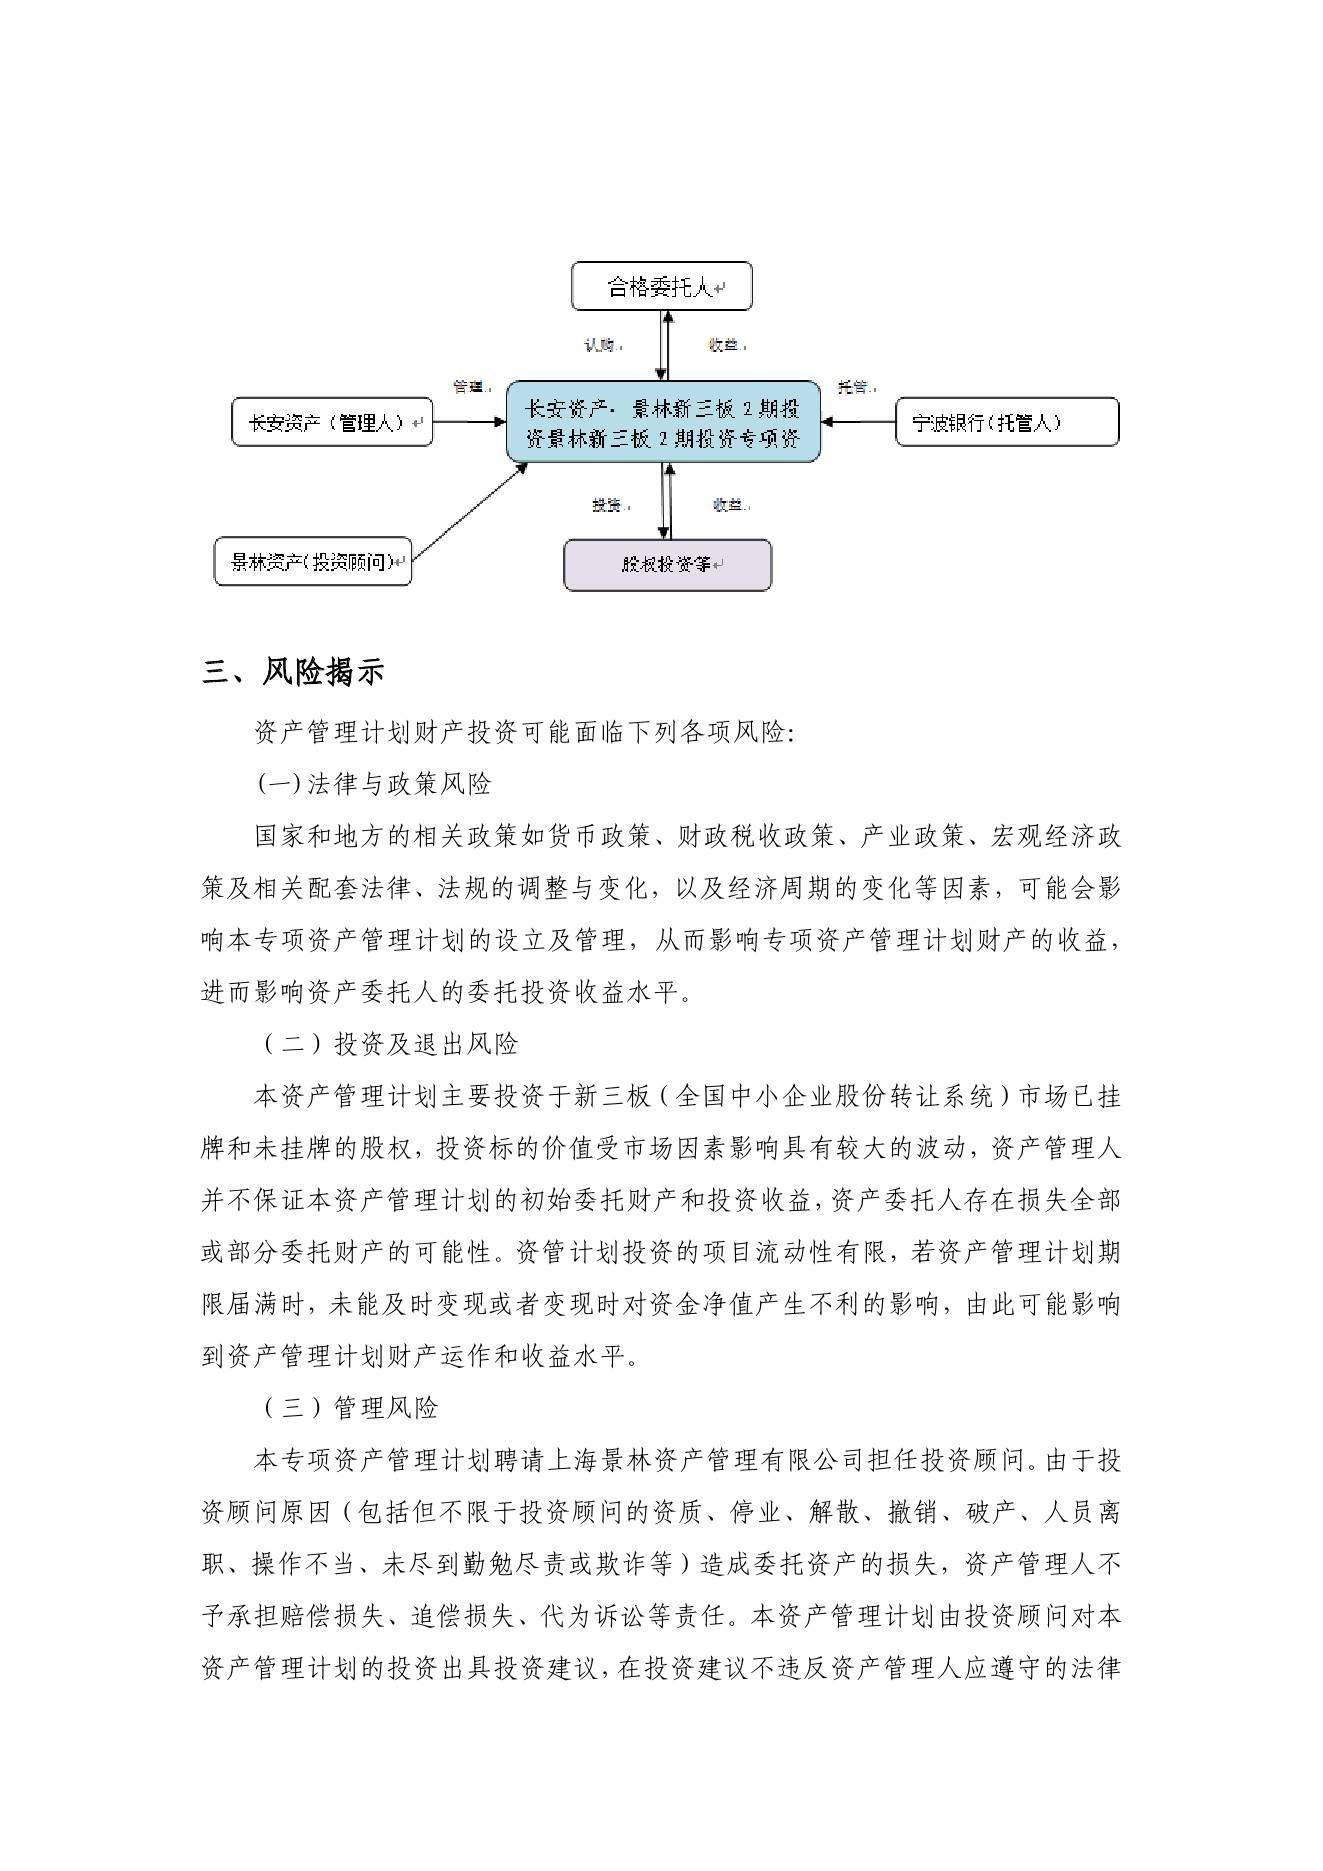 合格委托人
认购 收益
管理 托管
长安资产（管理人）
长安资产·景林新三板 2 期投
资景林新三板 2 期投资专项资
宁波银行(托管人)
投资 收益
景林资产(投资顾问)
股权投资等
三、风险揭示
资产管理计划财产投资可能面临下列各项风险：
(一)法律与政策风险
国家和地方的相关政策如货币政策、财政税收政策、产业政策、宏观经济政
策及相关配套法律、法规的调整与变化，以及经济周期的变化等因素，可能会影
响本专项资产管理计划的设立及管理，从而影响专项资产管理计划财产的收益，
进而影响资产委托人的委托投资收益水平。
（二）投资及退出风险
本资产管理计划主要投资于新三板（全国中小企业股份转让系统）市场已挂
牌和未挂牌的股权，投资标的价值受市场因素影响具有较大的波动，资产管理人
并不保证本资产管理计划的初始委托财产和投资收益，资产委托人存在损失全部
或部分委托财产的可能性。资管计划投资的项目流动性有限，若资产管理计划期
限届满时，未能及时变现或者变现时对资金净值产生不利的影响，由此可能影响
到资产管理计划财产运作和收益水平。
（三）管理风险
本专项资产管理计划聘请上海景林资产管理有限公司担任投资顾问。由于投
资顾问原因（包括但不限于投资顾问的资质、停业、解散、撤销、破产、人员离
职、操作不当、未尽到勤勉尽责或欺诈等）造成委托资产的损失，资产管理人不
予承担赔偿损失、追偿损失、代为诉讼等责任。本资产管理计划由投资顾问对本
资产管理计划的投资出具投资建议，在投资建议不违反资产管理人应遵守的法律